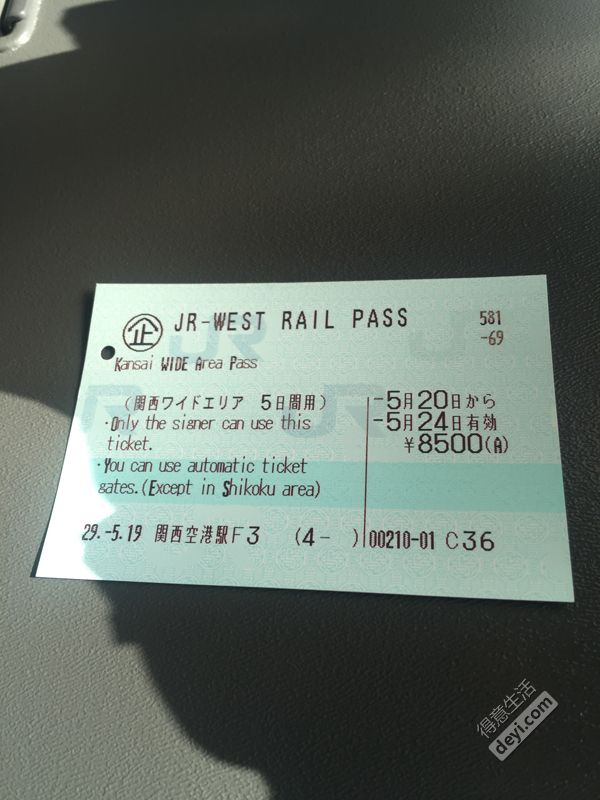 企 JR-WEST RAIL PASS
581
-69
Kansai WIDE Area Pass
(関西ワイドエリア 5日間用)
・Only the signer can use this
ticket.
・You can use automatic ticket
gates.(Except in Shikoku area)
-5月20日から
-5月24日有効
¥8500(A)
29.-5.19 関西空港駅F3 (4- ) 00210-01 C36
得意生活
deyi.com